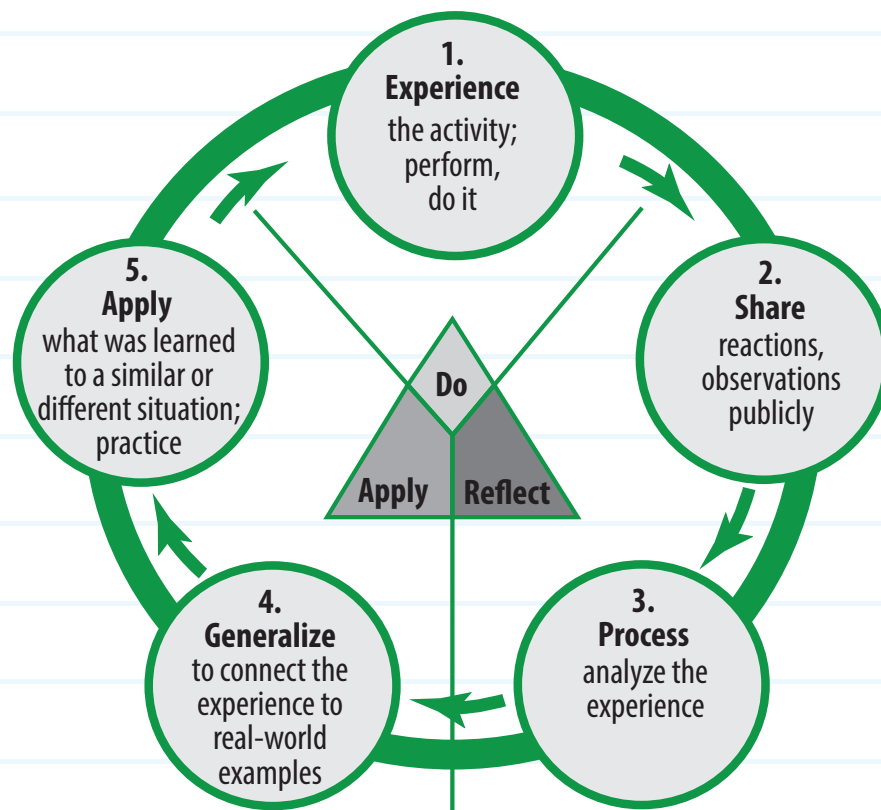 1.
Experience
the activity;
perform,
do it
2.
Share
reactions,
observations
publicly
3.
Process
analyze the
experience
4.
Generalize
to connect the
experience to
real-world
examples
5.
Apply
what was learned
to a similar or
different situation;
practice
Do
Apply
Reflect